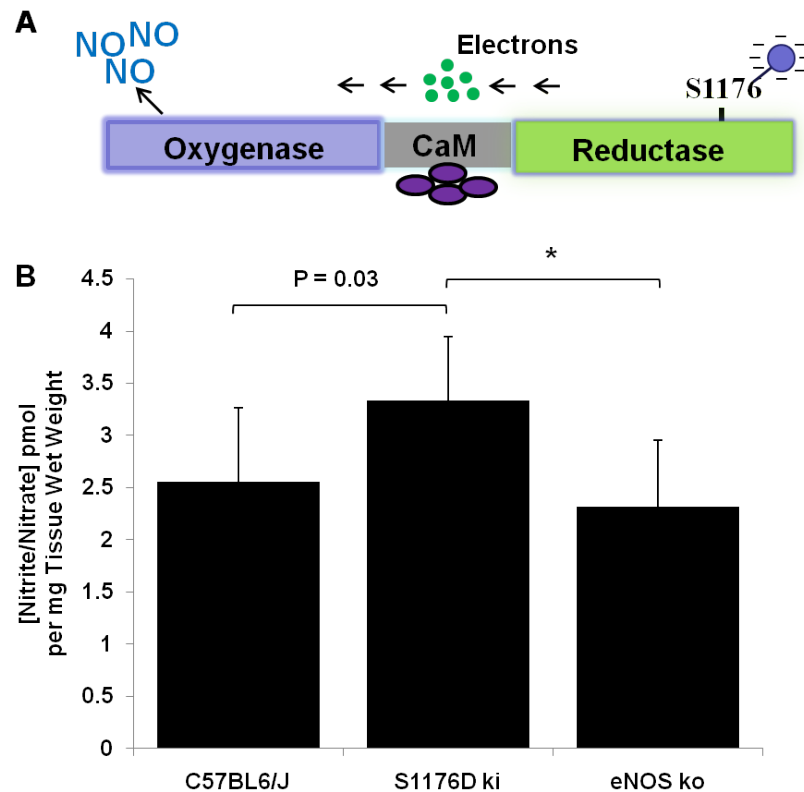 A
NO NO
NO
Electrons
S1176
Oxygenase
CaM
Reductase
B
P = 0.03
*
[Nitrite/Nitrate] pmol
per mg Tissue Wet Weight
4.5
4
3.5
3
2.5
2
1.5
1
0.5
0
C57BL6/J
S1176D ki
eNOS ko